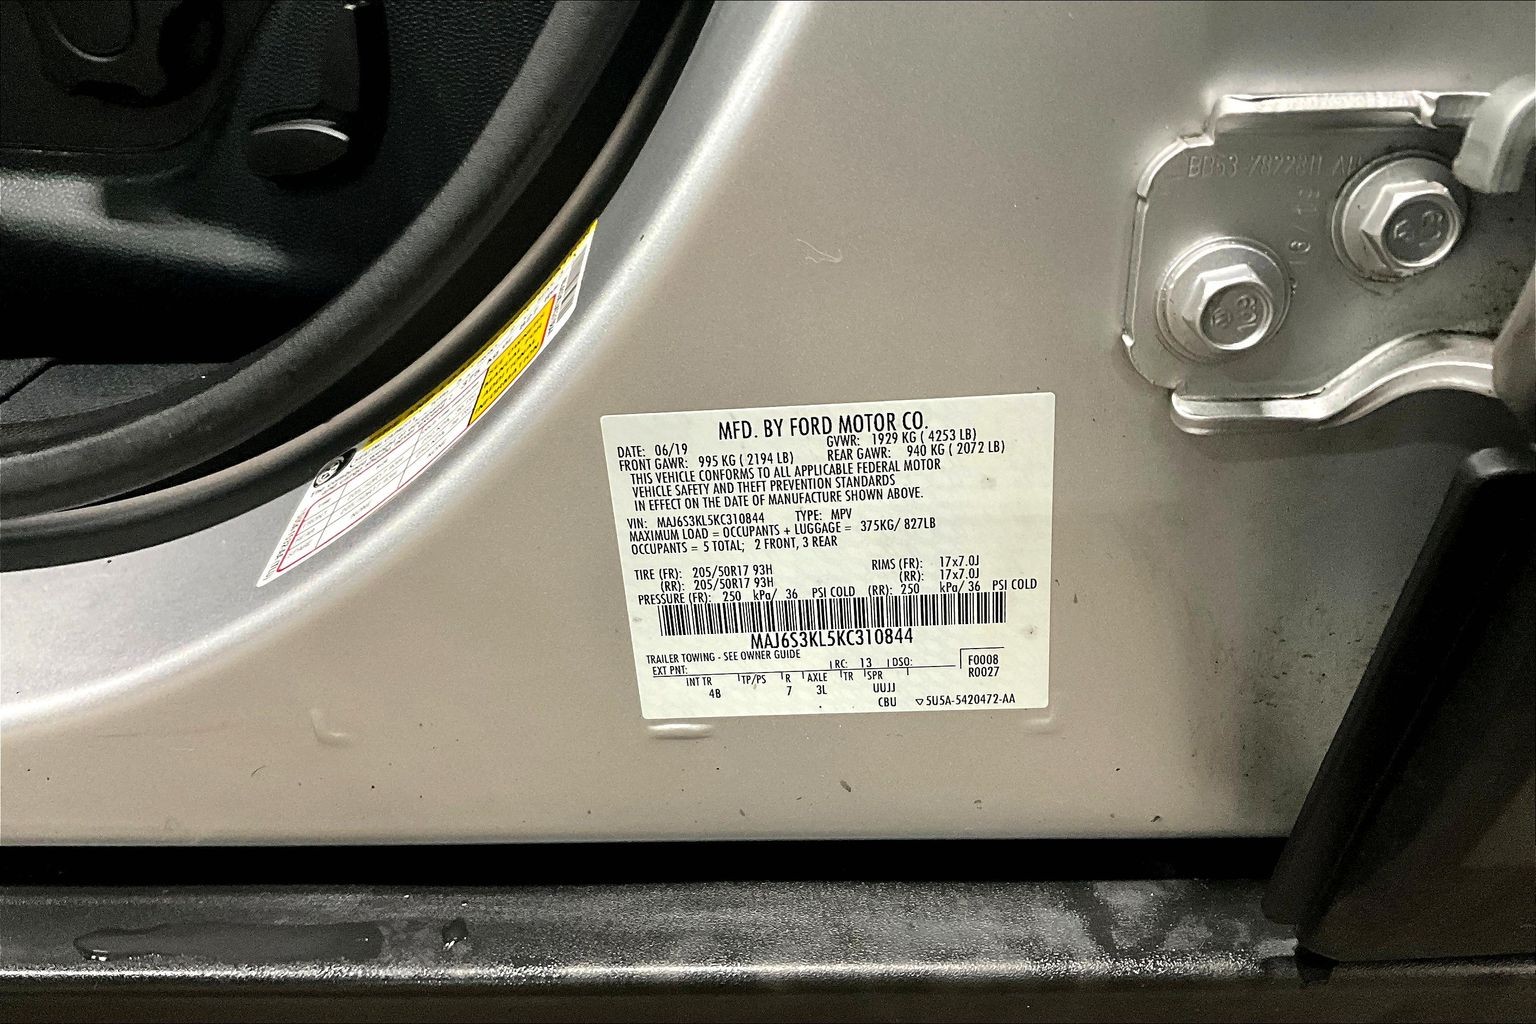 MFD. BY FORD MOTOR CO.
DATE: 06/19 GVWR: 1929 KG ( 4253 LB)
FRONT GAWR: 995 KG ( 2194 LB) REAR GAWR: 940 KG ( 2072 LB)
THIS VEHICLE CONFORMS TO ALL APPLICABLE FEDERAL MOTOR
VEHICLE SAFETY AND THEFT PREVENTION STANDARDS
IN EFFECT ON THE DATE OF MANUFACTURE SHOWN ABOVE.
VIN: MAJ6S3KL5KC310844 TYPE: MPV
MAXIMUM LOAD = OCCUPANTS + LUGGAGE = 375KG/ 827LB
OCCUPANTS = 5 TOTAL; 2 FRONT, 3 REAR
TIRE (FR): 205/50R17 93H RIMS (FR): 17x7.0J
(RR): 205/50R17 93H (RR): 17x7.0J
PRESSURE (FR): 250 kPa/ 36 PSI COLD (RR): 250 kPa/ 36 PSI COLD
MAJ6S3KL5KC310844
TRAILER TOWING - SEE OWNER GUIDE
EXT PNT: RC: 13 DSO: F0008
R0027
INT TR TP/PS R AXLE TR SPR
4B 7 3L UUJJ
CBU 5U5A-5420472-AA